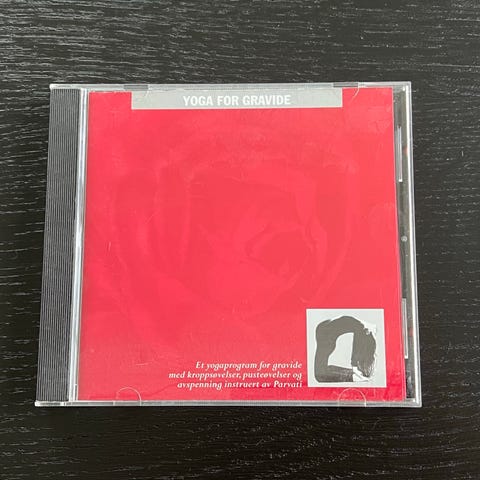 YOGA FOR GRAVIDE
Et yogaprogram for gravide
med kroppsøvelser, pusteøvelser og
avspenning instruert av Parvati